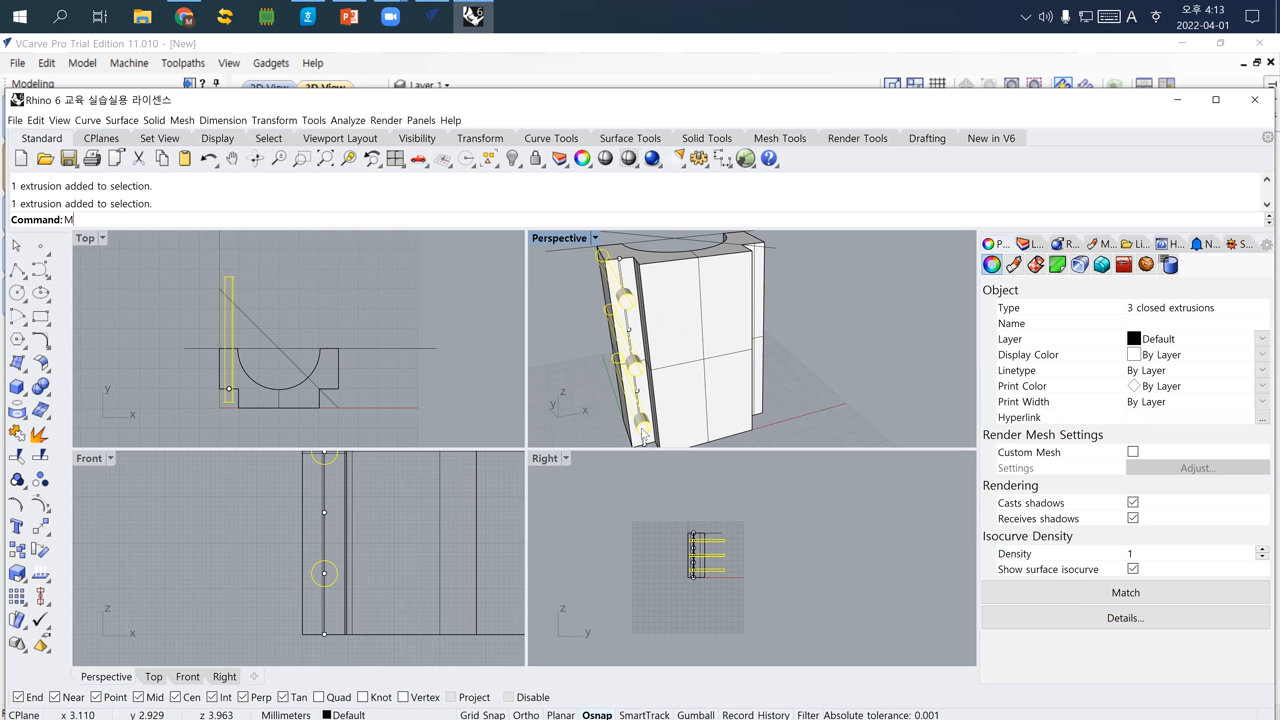 오후 4:13
2022-04-01
A
VCarve Pro Trial Edition 11.010 - [New]
File Edit Model Machine Toolpaths View Gadgets Help
Modeling
Layer 1
Rhino 6 교육 실습실용 라이센스
File Edit View Curve Surface Solid Mesh Dimension Transform Tools Analyze Render Panels Help
Standard CPlanes Set View Display Select Viewport Layout Visibility Transform Curve Tools Surface Tools Solid Tools Mesh Tools Render Tools Drafting New in V6
1 extrusion added to selection.
1 extrusion added to selection.
Command: M
Top
Perspective
P... L... R... M... Li... H... N... S...
Object
Type 3 closed extrusions
Name
Layer Default
Display Color By Layer
Linetype By Layer
Print Color By Layer
Print Width By Layer
Hyperlink ...
Render Mesh Settings
Custom Mesh
Settings Adjust...
Rendering
Casts shadows
Receives shadows
Isocurve Density
Density 1
Show surface isocurve
Match
Details...
y
x
z
y x
Front
Right
z
x
z
y
Perspective Top Front Right
End Near Point Mid Cen Int Perp Tan Quad Knot Vertex Project Disable
CPlane x 3.110 y 2.929 z 3.963 Millimeters Default Grid Snap Ortho Planar Osnap SmartTrack Gumball Record History Filter Absolute tolerance: 0.001